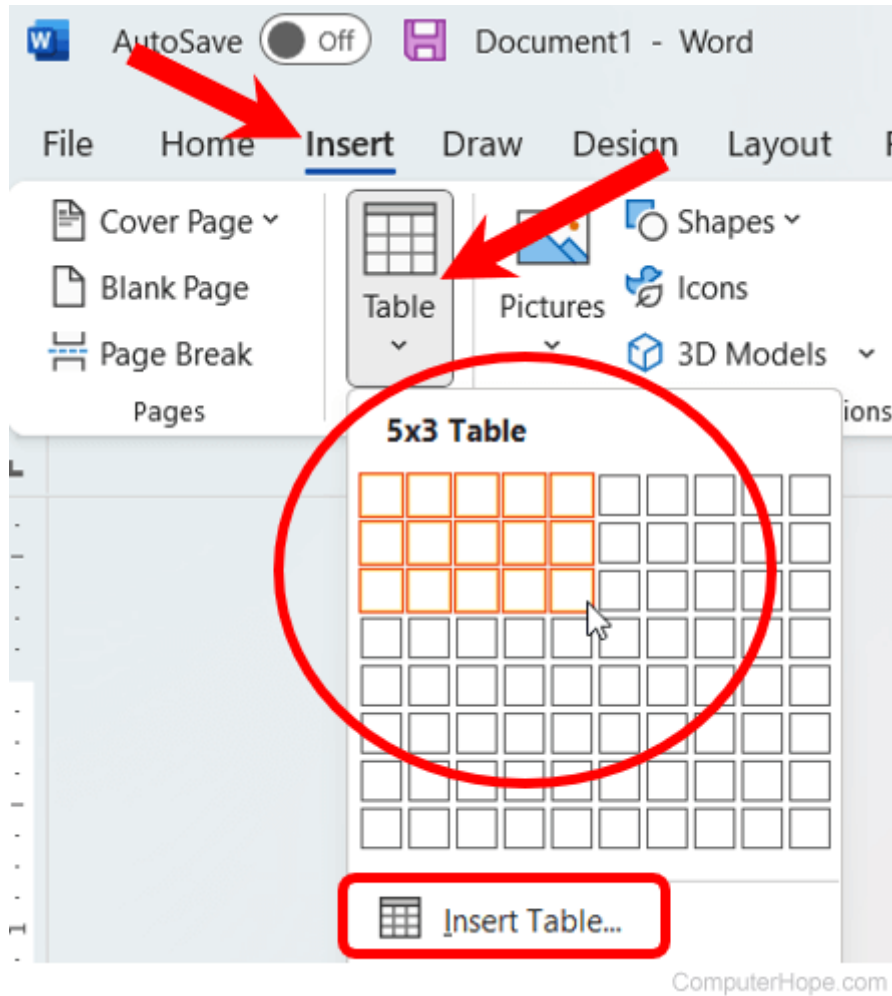 W AutoSave Off Document1 - Word
File Home Insert Draw Design Layout
Cover Page
Blank Page
Page Break
Pages
Table
Pictures
Shapes
Icons
3D Models
5x3 Table
Insert Table...
ComputerHope.com